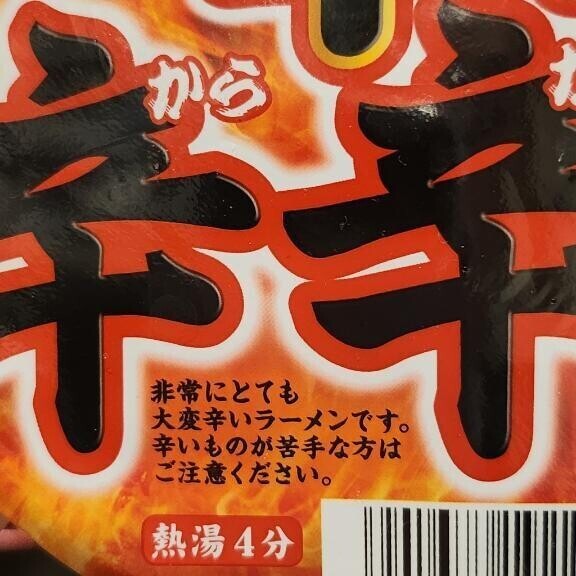 から
辛辛
非常にとても
大変辛いラーメンです。
辛いものが苦手な方は
ご注意ください。
熱湯4分